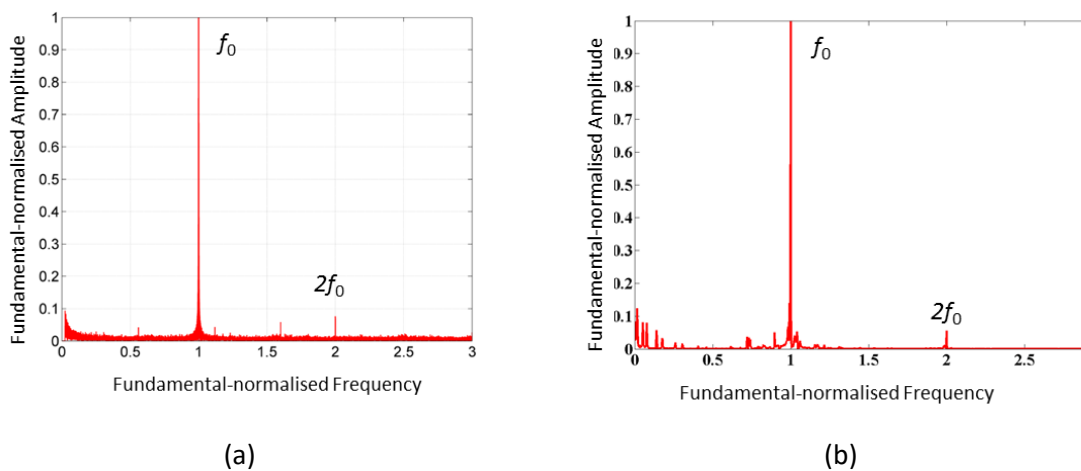 1
0.9
0.8
0.7
0.6
0.5
0.4
0.3
0.2
0.1
0
0 0.5 1 1.5 2 2.5 3
Fundamental-normalised Amplitude
Fundamental-normalised Frequency
f0
2f0
(a)
1
0.9
0.8
0.7
0.6
0.5
0.4
0.3
0.2
0.1
0
0 0.5 1 1.5 2 2.5
Fundamental-normalised Amplitude
Fundamental-normalised Frequency
f0
2f0
(b)